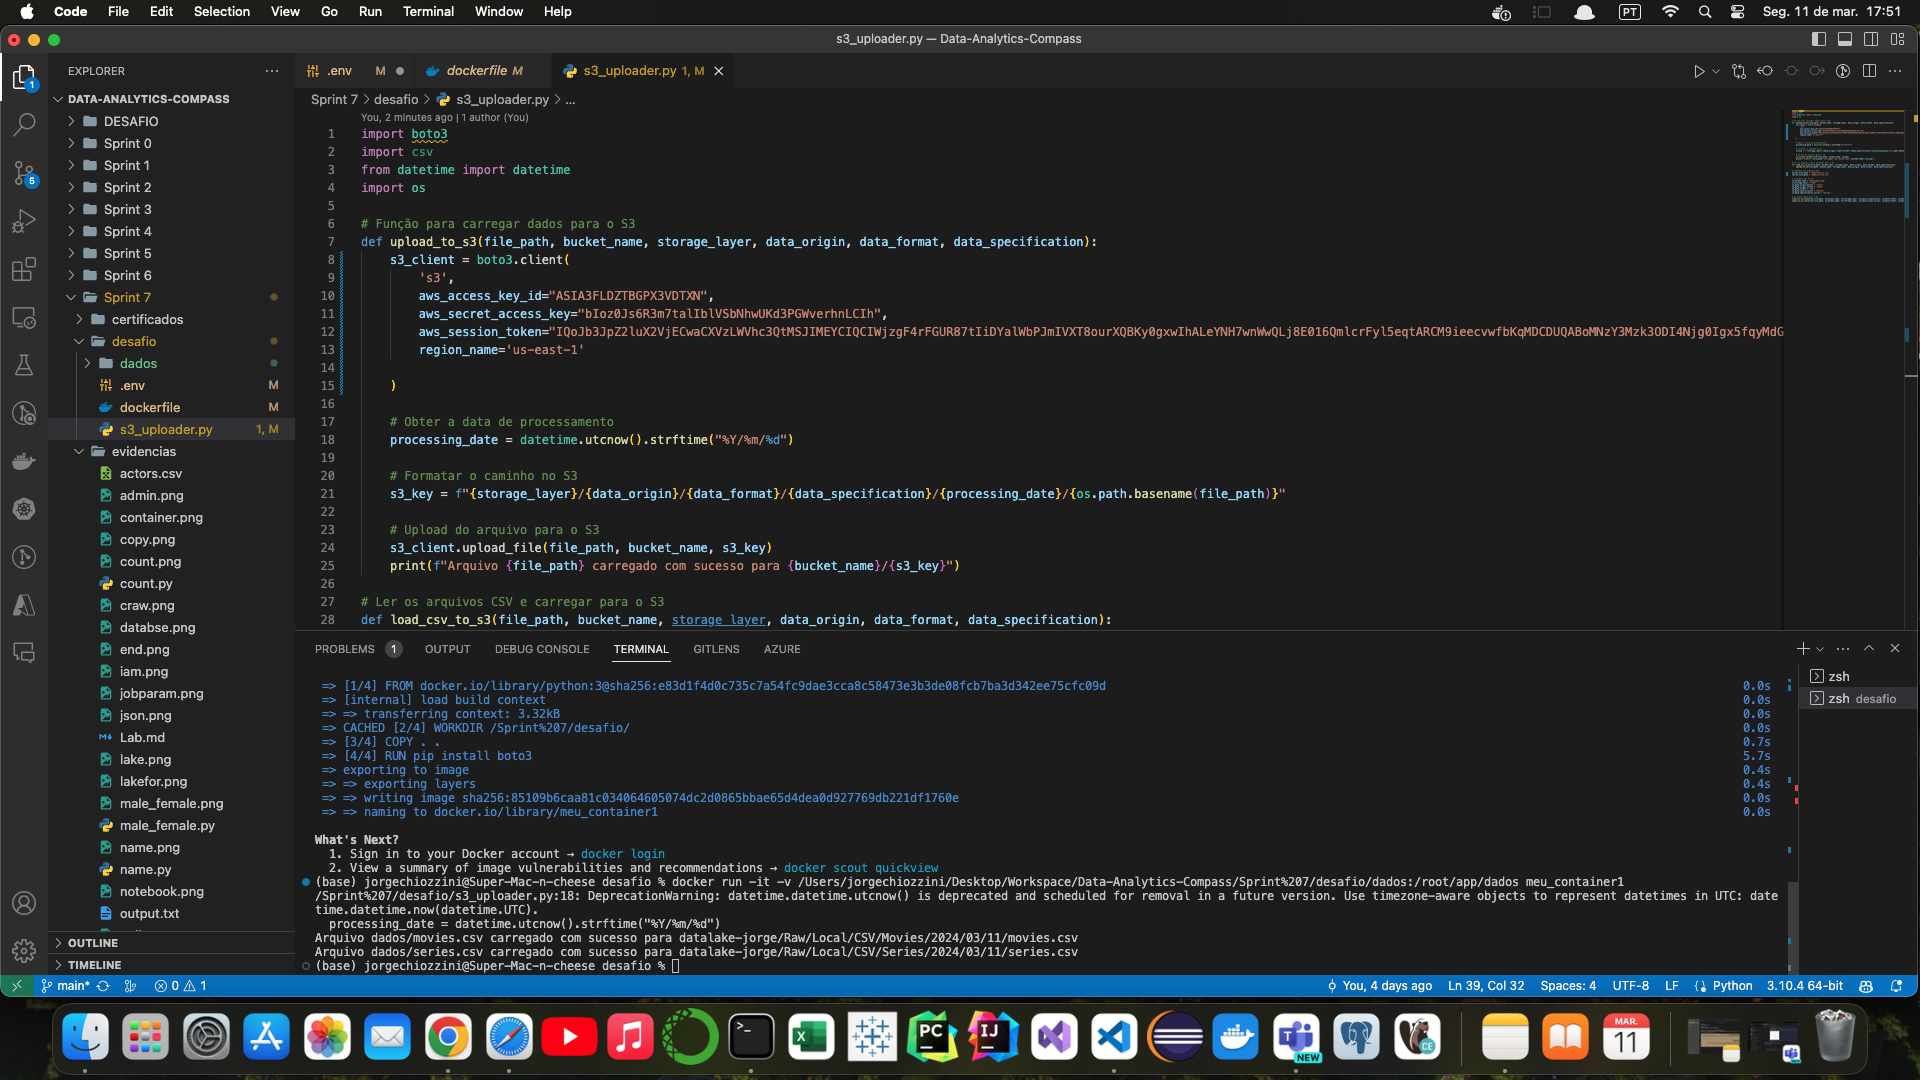 Code File Edit Selection View Go Run Terminal Window Help PT Seg. 11 de mar. 17:51
s3_uploader.py — Data-Analytics-Compass
EXPLORER
DATA-ANALYTICS-COMPASS
DESAFIO
Sprint 0
Sprint 1
Sprint 2
Sprint 3
Sprint 4
Sprint 5
Sprint 6
Sprint 7
certificados
desafio
dados
.env M
dockerfile M
s3_uploader.py 1, M
evidencias
actors.csv
admin.png
container.png
copy.png
count.png
count.py
craw.png
databse.png
end.png
iam.png
jobparam.png
json.png
Lab.md
lake.png
lakefor.png
male_female.png
male_female.py
name.png
name.py
notebook.png
output.txt
OUTLINE
TIMELINE
.env M dockerfile M s3_uploader.py 1, M
Sprint 7 > desafio > s3_uploader.py > ...
You, 2 minutes ago | 1 author (You)
1 import boto3
2 import csv
3 from datetime import datetime
4 import os
5
6 # Função para carregar dados para o S3
7 def upload_to_s3(file_path, bucket_name, storage_layer, data_origin, data_format, data_specification):
8 s3_client = boto3.client(
9 's3',
10 aws_access_key_id=
11 aws_secret_access_key=
12 aws_session_token=
13 region_name='us-east-1'
14
15 )
16
17 # Obter a data de processamento
18 processing_date = datetime.utcnow().strftime("%Y/%m/%d")
19
20 # Formatar o caminho no S3
21 s3_key = f"{storage_layer}/{data_origin}/{data_format}/{data_specification}/{processing_date}/{os.path.basename(file_path)}"
22
23 # Upload do arquivo para o S3
24 s3_client.upload_file(file_path, bucket_name, s3_key)
25 print(f"Arquivo {file_path} carregado com sucesso para {bucket_name}/{s3_key}")
26
27 # Ler os arquivos CSV e carregar para o S3
28 def load_csv_to_s3(file_path, bucket_name, storage_layer, data_origin, data_format, data_specification):
PROBLEMS 1 OUTPUT DEBUG CONSOLE TERMINAL GITLENS AZURE
zsh
zsh desafio
=> [1/4] FROM docker.io/library/python:3@sha256:e83d1f4d0c735c7a54fc9dae3cca8c58473e3b3de08fcb7ba3d342ee75cfc09d 0.0s
=> [internal] load build context 0.0s
=> => transferring context: 3.32kB 0.0s
=> CACHED [2/4] WORKDIR /Sprint%207/desafio/ 0.0s
=> [3/4] COPY . . 0.7s
=> [4/4] RUN pip install boto3 5.7s
=> exporting to image 0.4s
=> => exporting layers 0.4s
=> => writing image sha256:85109b6caa81c034064605074dc2d0865bbae65d4dea0d927769db221df1760e 0.0s
=> => naming to docker.io/library/meu_container1 0.0s
What's Next?
1. Sign in to your Docker account → docker login
2. View a summary of image vulnerabilities and recommendations → docker scout quickview
(base) jorgechiozzini@Super-Mac-n-cheese desafio % docker run -it -v /Users/jorgechiozzini/Desktop/Workspace/Data-Analytics-Compass/Sprint%207/desafio/dados:/root/app/dados meu_container1
/Sprint%207/desafio/s3_uploader.py:18: DeprecationWarning: datetime.datetime.utcnow() is deprecated and scheduled for removal in a future version. Use timezone-aware objects to represent datetimes in UTC: date
time.datetime.now(datetime.UTC).
processing_date = datetime.utcnow().strftime("%Y/%m/%d")
Arquivo dados/movies.csv carregado com sucesso para datalake-jorge/Raw/Local/CSV/Movies/2024/03/11/movies.csv
Arquivo dados/series.csv carregado com sucesso para datalake-jorge/Raw/Local/CSV/Series/2024/03/11/series.csv
(base) jorgechiozzini@Super-Mac-n-cheese desafio %
main* 0 1 You, 4 days ago Ln 39, Col 32 Spaces: 4 UTF-8 LF Python 3.10.4 64-bit
PC IJ NEW CE MAR. 11